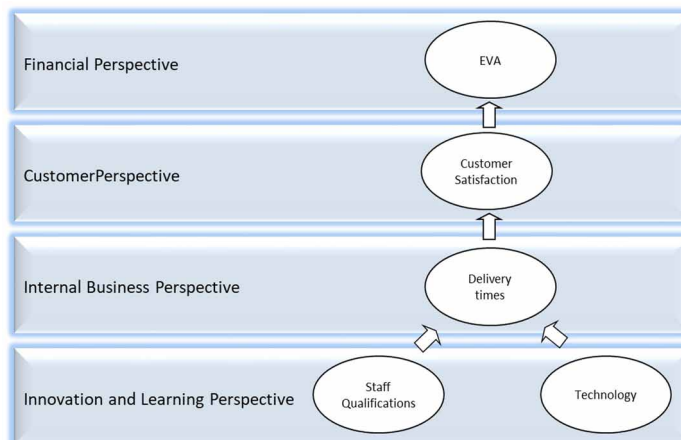 Financial Perspective
EVA
CustomerPerspective
Customer
Satisfaction
Internal Business Perspective
Delivery
times
Innovation and Learning Perspective
Staff
Qualifications
Technology